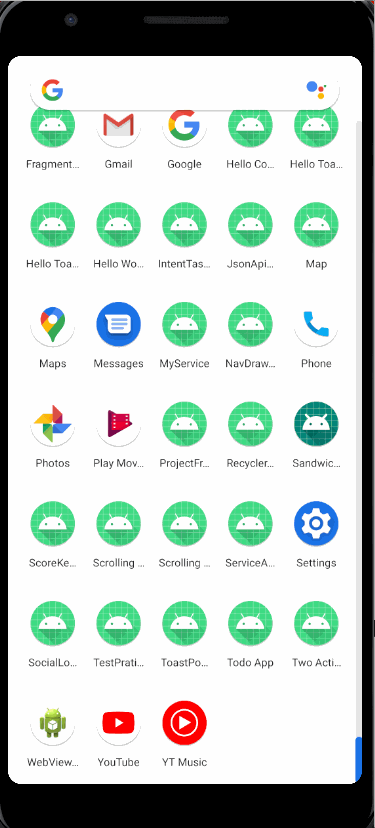 Fragment... Gmail Google Hello Co... Hello Toa...
Hello Toa... Hello Wo... IntentTas... JsonApi... Map
Maps Messages MyService NavDraw... Phone
Photos Play Mov... ProjectFr... Recycler... Sandwic...
ScoreKe... Scrolling ... Scrolling ... ServiceA... Settings
SocialLo... TestPrati... ToastPo... Todo App Two Acti...
WebView... YouTube YT Music